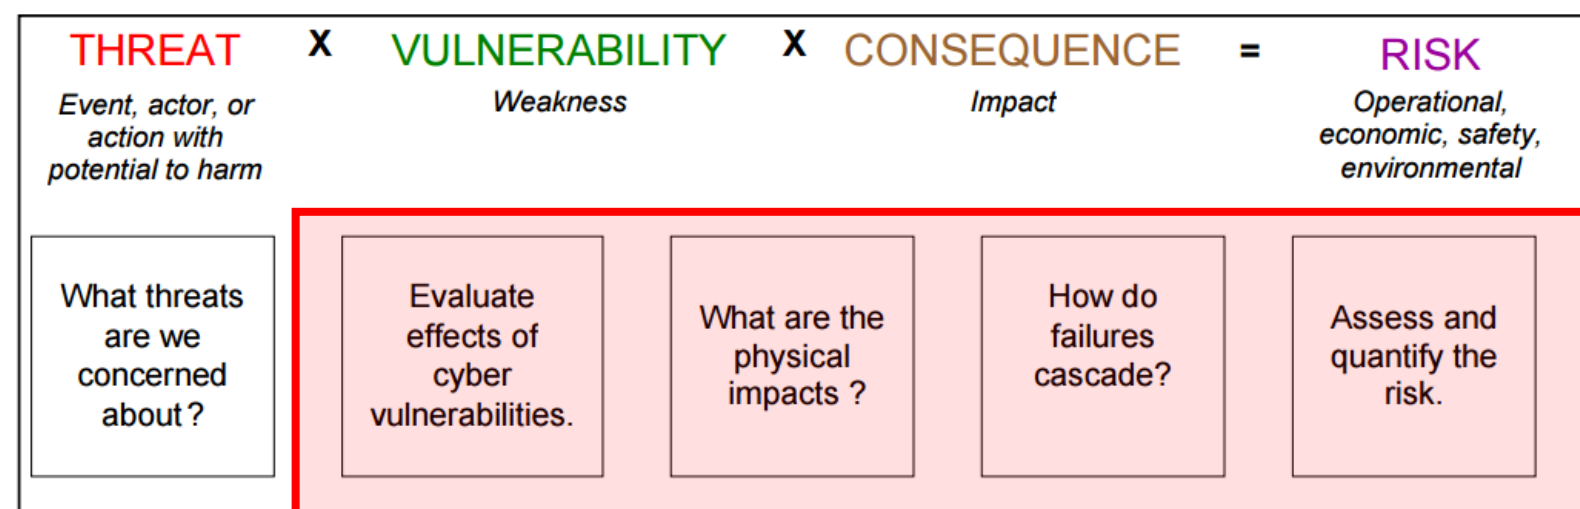 THREAT X VULNERABILITY X CONSEQUENCE = RISK
Event, actor, or
action with
potential to harm
Weakness
Impact
Operational,
economic, safety,
environmental
What threats
are we
concerned
about ?
Evaluate
effects of
cyber
vulnerabilities.
What are the
physical
impacts ?
How do
failures
cascade?
Assess and
quantify the
risk.